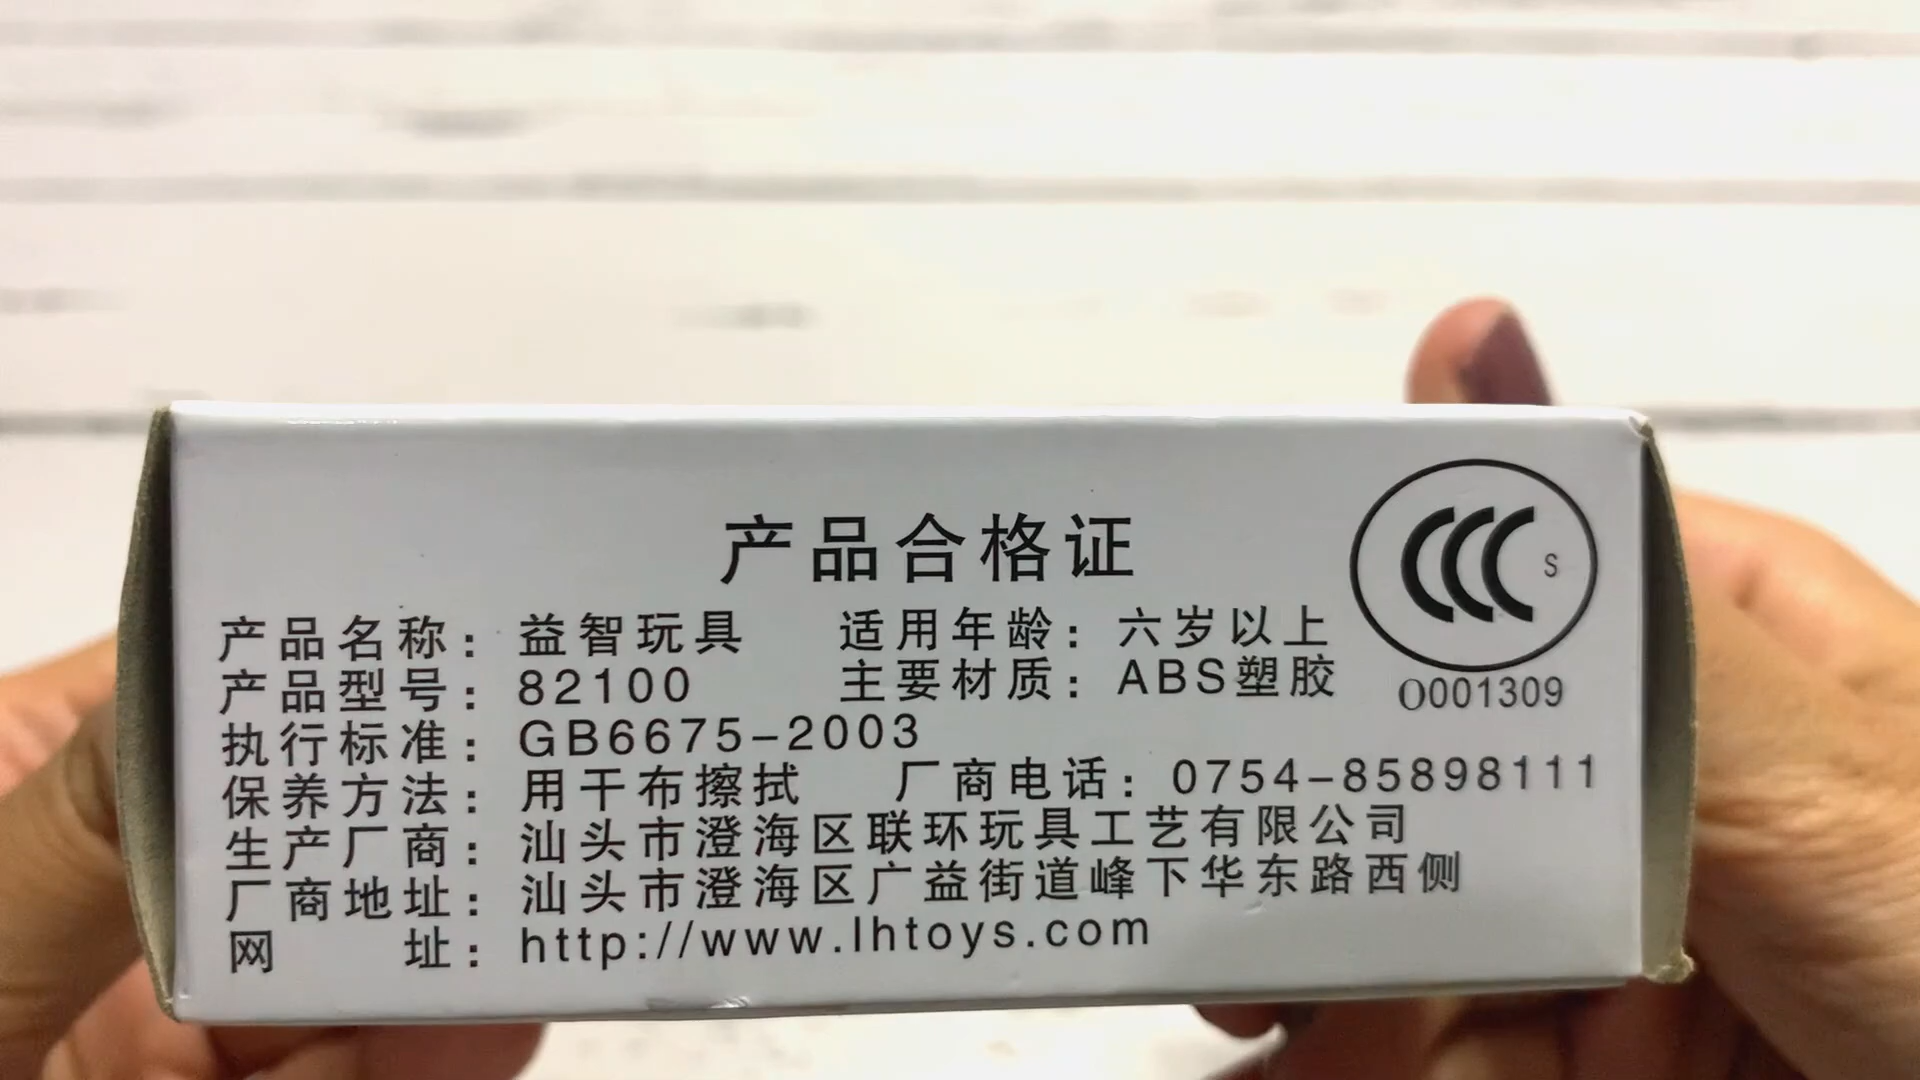 产品合格证
CCC S
O001309
产品名称：益智玩具 适用年龄：六岁以上
产品型号：82100 主要材质：ABS塑胶
执行标准：GB6675-2003
保养方法：用干布擦拭 厂商电话：0754-85898111
生产厂商：汕头市澄海区联环玩具工艺有限公司
厂商地址：汕头市澄海区广益街道峰下华东路西侧
网址：http://www.lhtoys.com